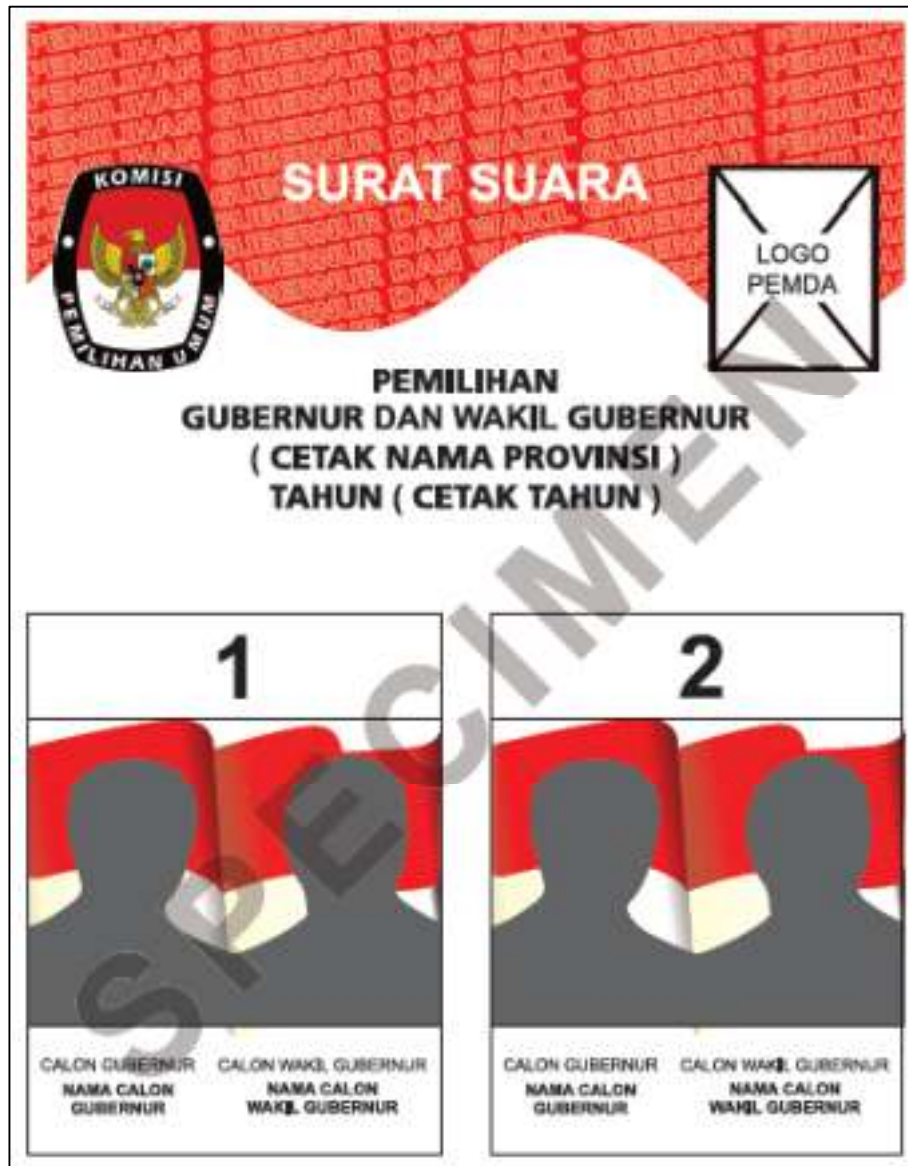 SURAT SUARA
KOMISI
PEMILIHAN UMUM
LOGO
PEMDA
PEMILIHAN
GUBERNUR DAN WAKIL GUBERNUR
( CETAK NAMA PROVINSI )
TAHUN ( CETAK TAHUN )
SPECIMEN
1
2
CALON GUBERNUR
NAMA CALON
GUBERNUR
CALON WAKIL GUBERNUR
NAMA CALON
WAKIL GUBERNUR
CALON GUBERNUR
NAMA CALON
GUBERNUR
CALON WAKIL GUBERNUR
NAMA CALON
WAKIL GUBERNUR